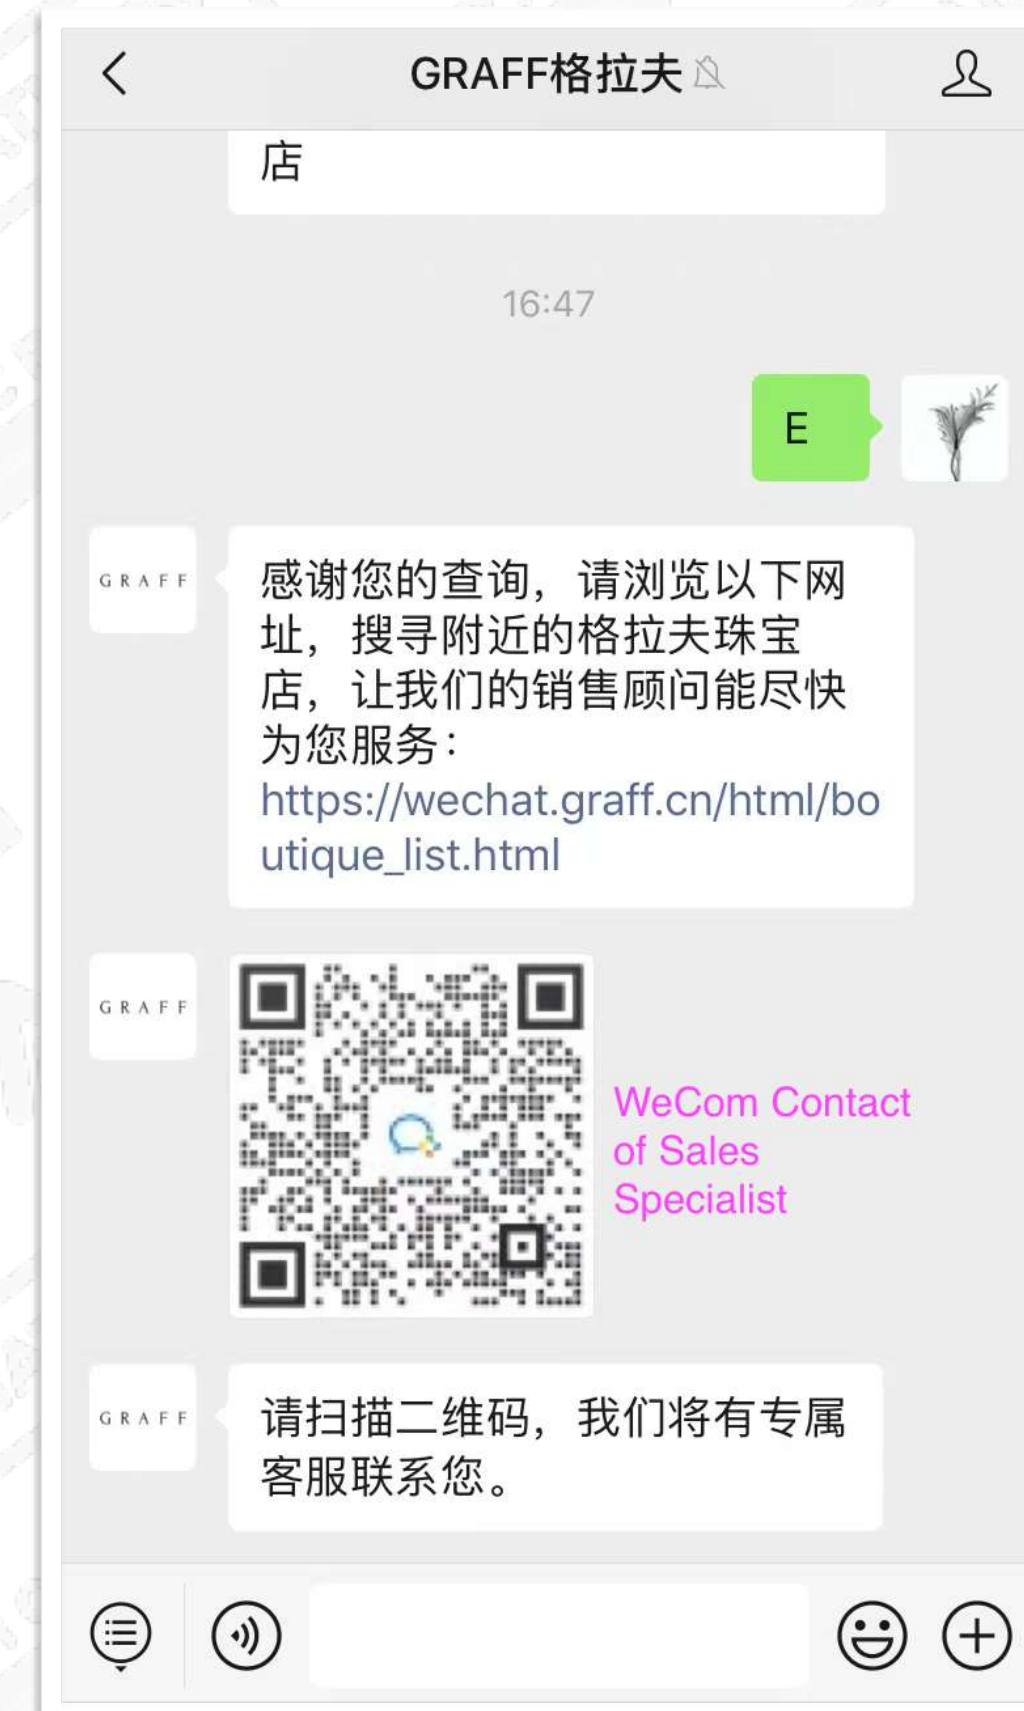 GRAFF格拉夫
店
16:47
E
GRAFF
感谢您的查询，请浏览以下网
址，搜寻附近的格拉夫珠宝
店，让我们的销售顾问能尽快
为您服务：
https://wechat.graff.cn/html/bo
utique_list.html
GRAFF
WeCom Contact
of Sales
Specialist
GRAFF
请扫描二维码，我们将有专属
客服联系您。